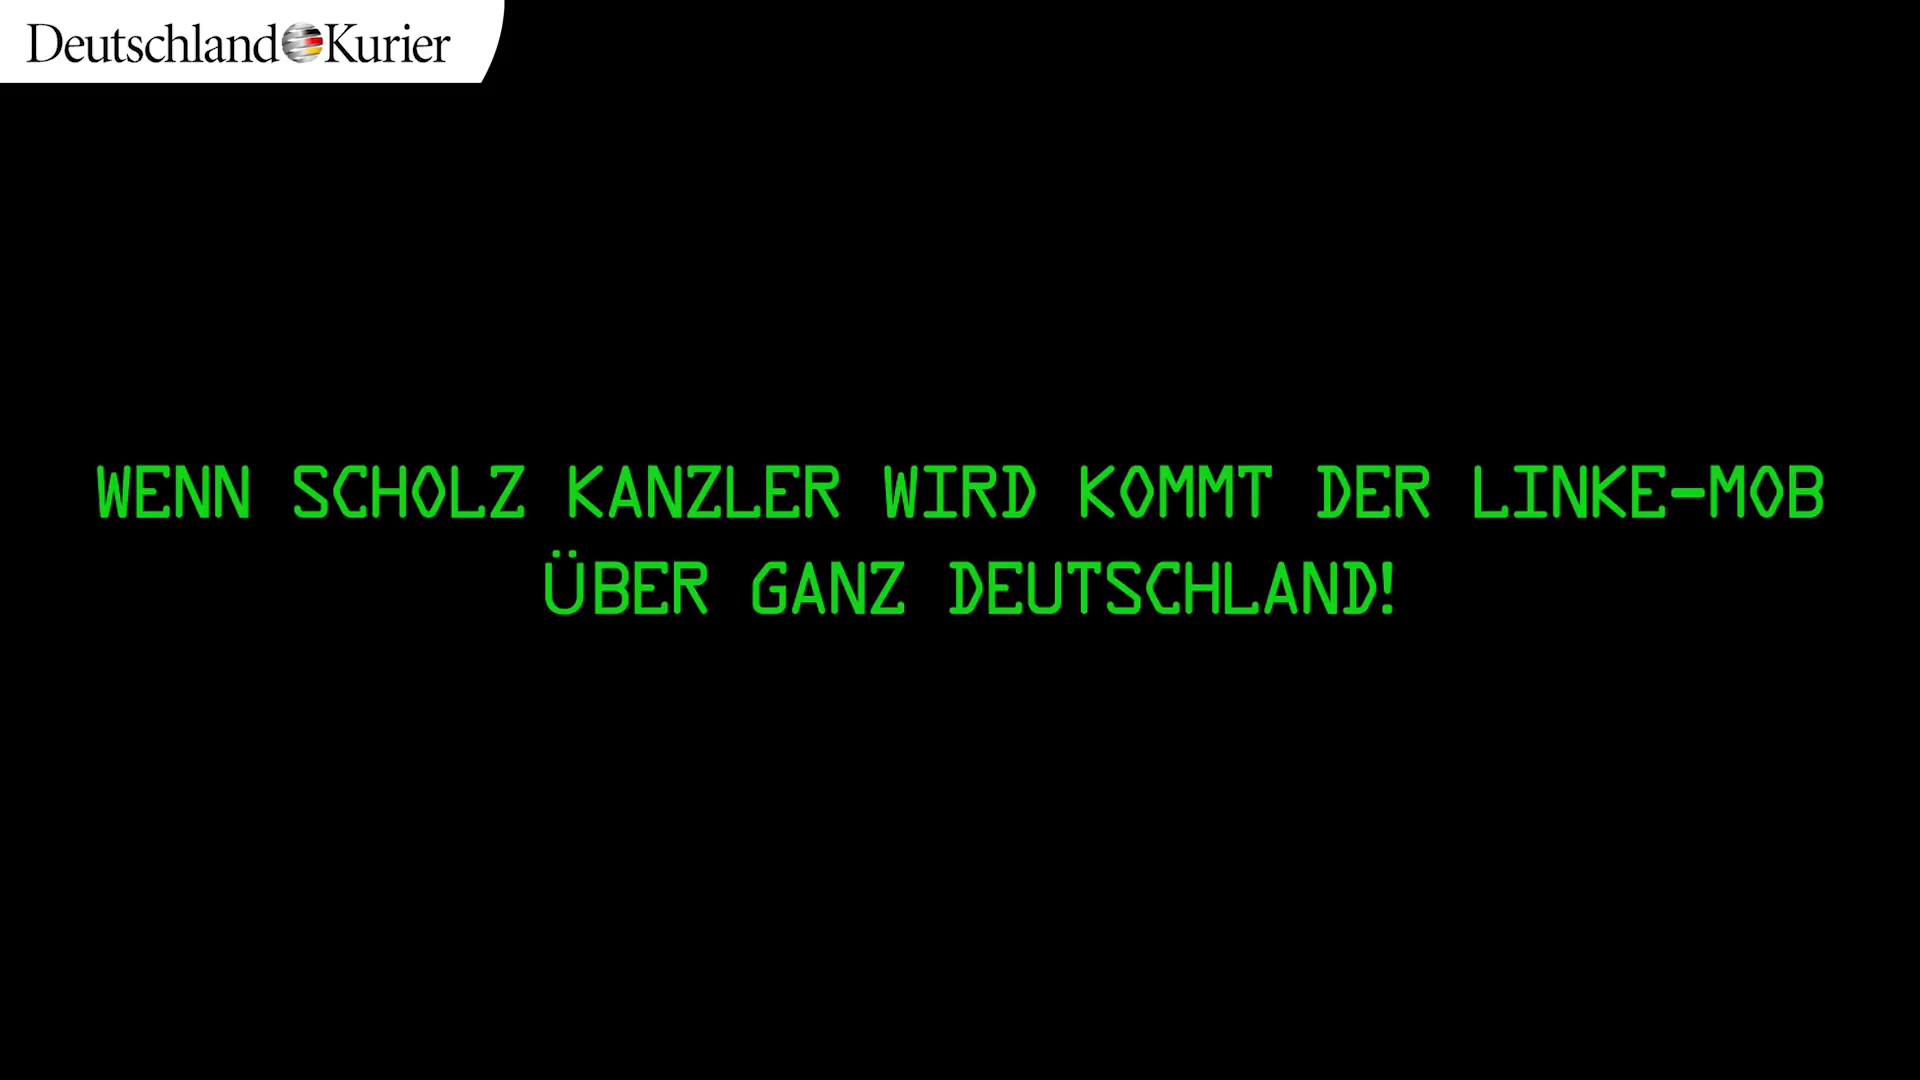 Deutschland Kurier
WENN SCHOLZ KANZLER WIRD KOMMT DER LINKE-MOB
ÜBER GANZ DEUTSCHLAND!